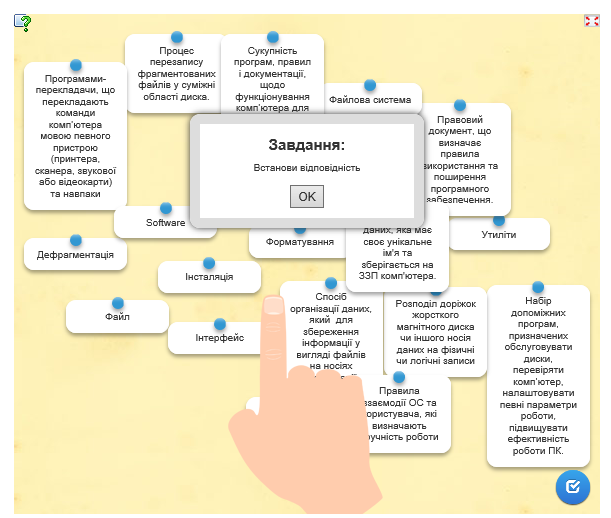 Процес
перезапису
фрагментованих
файлів у суміжні
області диска.
Сукупність
програм, правил
і документації,
щодо
функціонування
комп'ютера для
Програмами-
перекладачи, що
перекладають
команди
комп'ютера
мовою певного
пристрою
(принтера,
сканера, звукової
або відеокарти)
та навпаки
Файлова система
Правовий
документ, що
визначає
правила
використання та
поширення
програмного
забезпечення.
Завдання:
Встанови відповідність
OK
Software
Форматування
даних, яка має
своє унікальне
ім'я та
зберігається на
ЗЗП комп'ютера.
Утиліти
Дефрагментація
Інсталяція
Файл
Інтерфейс
Спосіб
організації даних,
який для
збереження
інформації у
вигляді файлів
на носіях
Розподіл доріжок
жорсткого
магнітного диска
чи іншого носія
даних на фізичні
чи логічні записи
Набір
допоміжних
програм,
призначених
обслуговувати
диски,
перевіряти
комп'ютер,
налаштовувати
певні параметри
роботи,
підвищувати
ефективність
роботи ПК.
Правила
взаємодії ОС та
користувача, які
визначають
зручність роботи